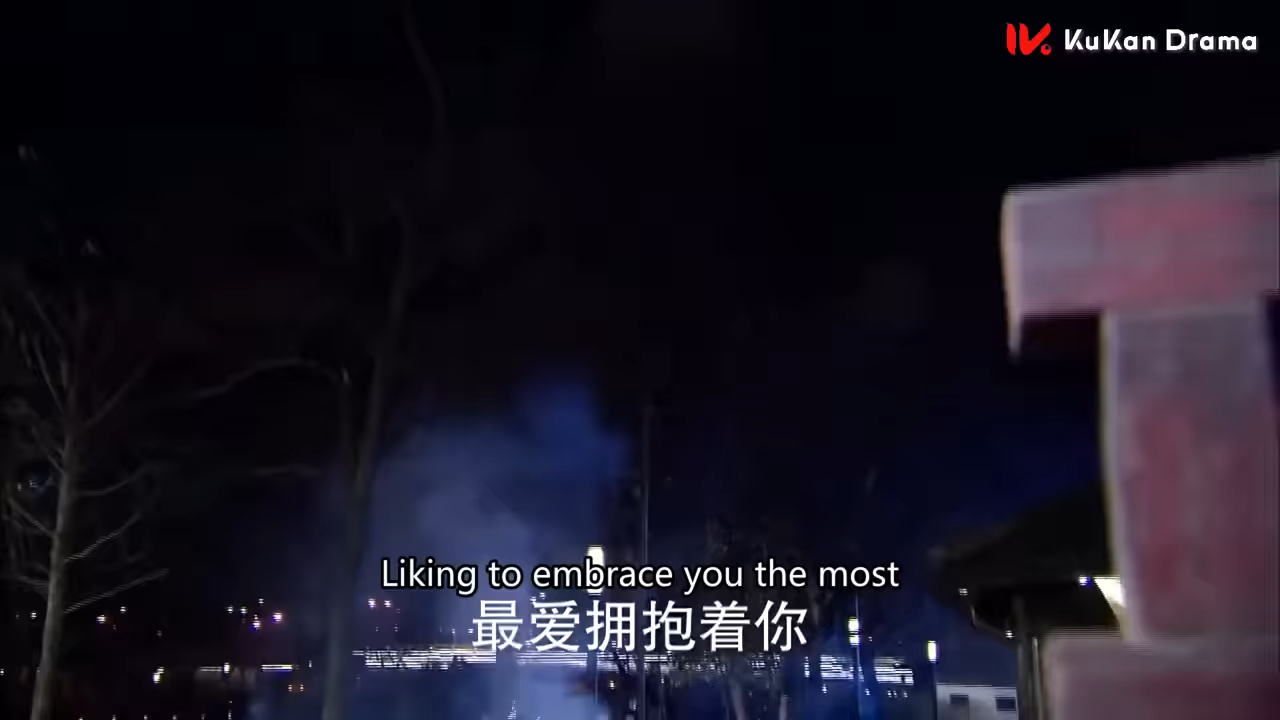 KuKan Drama
Liking to embrace you the most
最爱拥抱着你